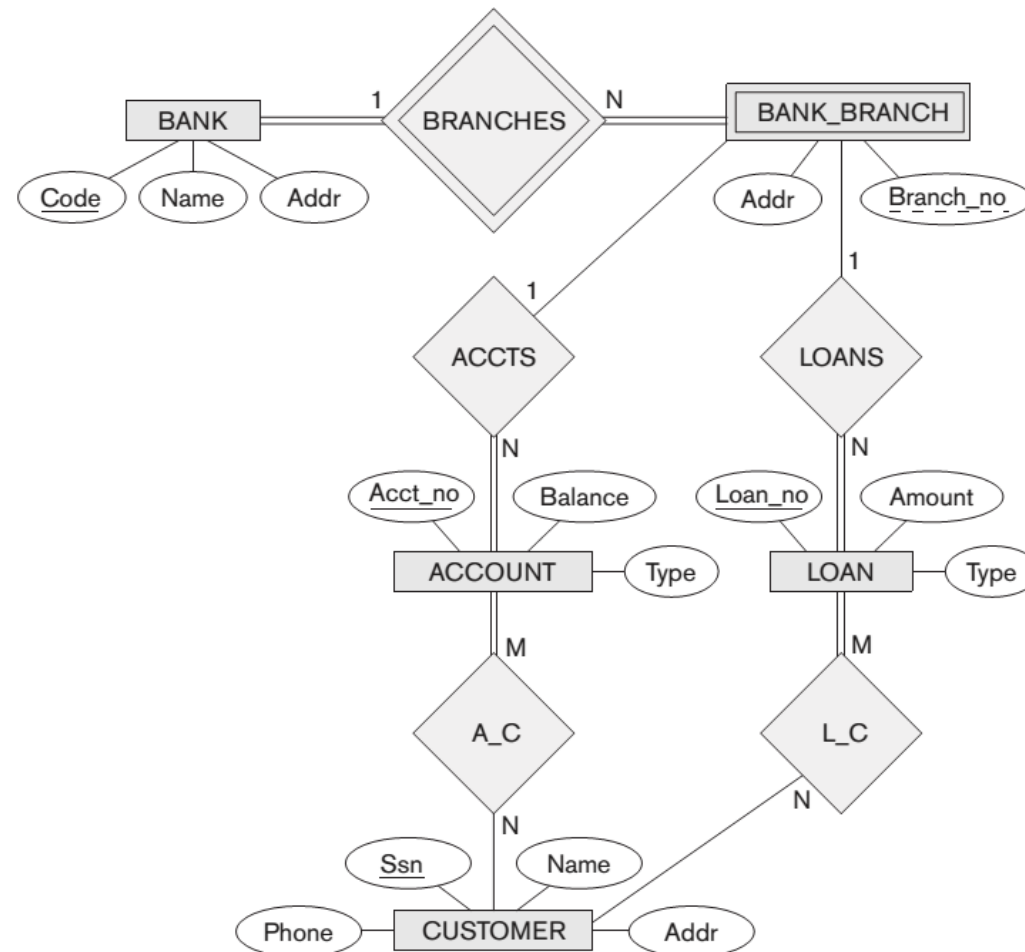 1 N
BANK BRANCHES BANK_BRANCH
Code Name Addr Addr Branch_no
1 1
ACCTS LOANS
N N
Acct_no Balance Loan_no Amount
ACCOUNT Type LOAN Type
M M
A_C L_C
N N
Ssn Name
Phone CUSTOMER Addr